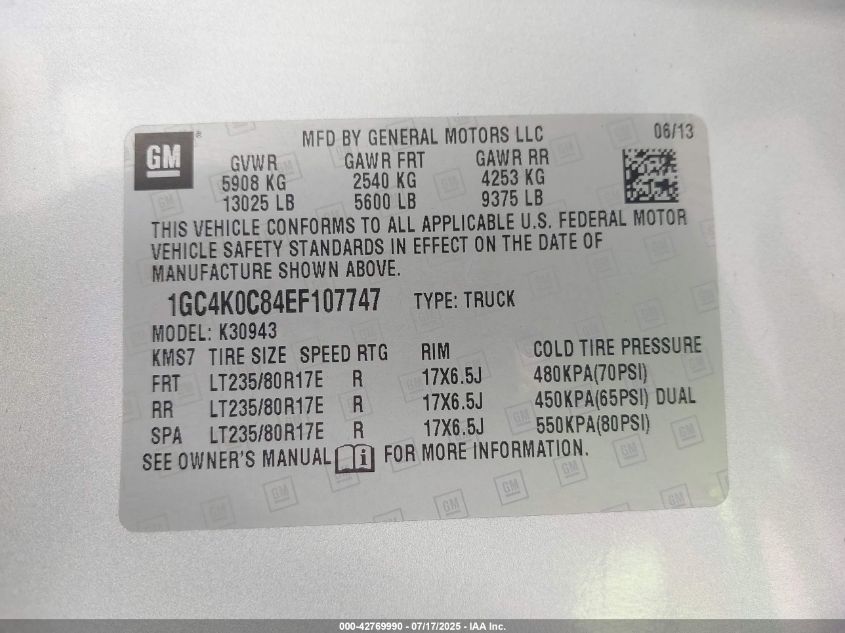 GM ®
MFD BY GENERAL MOTORS LLC 06/13
GVWR GAWR FRT GAWR RR
5908 KG 2540 KG 4253 KG
13025 LB 5600 LB 9375 LB
THIS VEHICLE CONFORMS TO ALL APPLICABLE U.S. FEDERAL MOTOR
VEHICLE SAFETY STANDARDS IN EFFECT ON THE DATE OF
MANUFACTURE SHOWN ABOVE.
1GC4K0C84EF107747 TYPE: TRUCK
MODEL: K30943
KMS7 TIRE SIZE SPEED RTG RIM COLD TIRE PRESSURE
FRT LT235/80R17E R 17X6.5J 480KPA(70PSI)
RR LT235/80R17E R 17X6.5J 450KPA(65PSI) DUAL
SPA LT235/80R17E R 17X6.5J 550KPA(80PSI)
SEE OWNER'S MANUAL i FOR MORE INFORMATION.
000-42769990 - 07/17/2025 - IAA Inc.